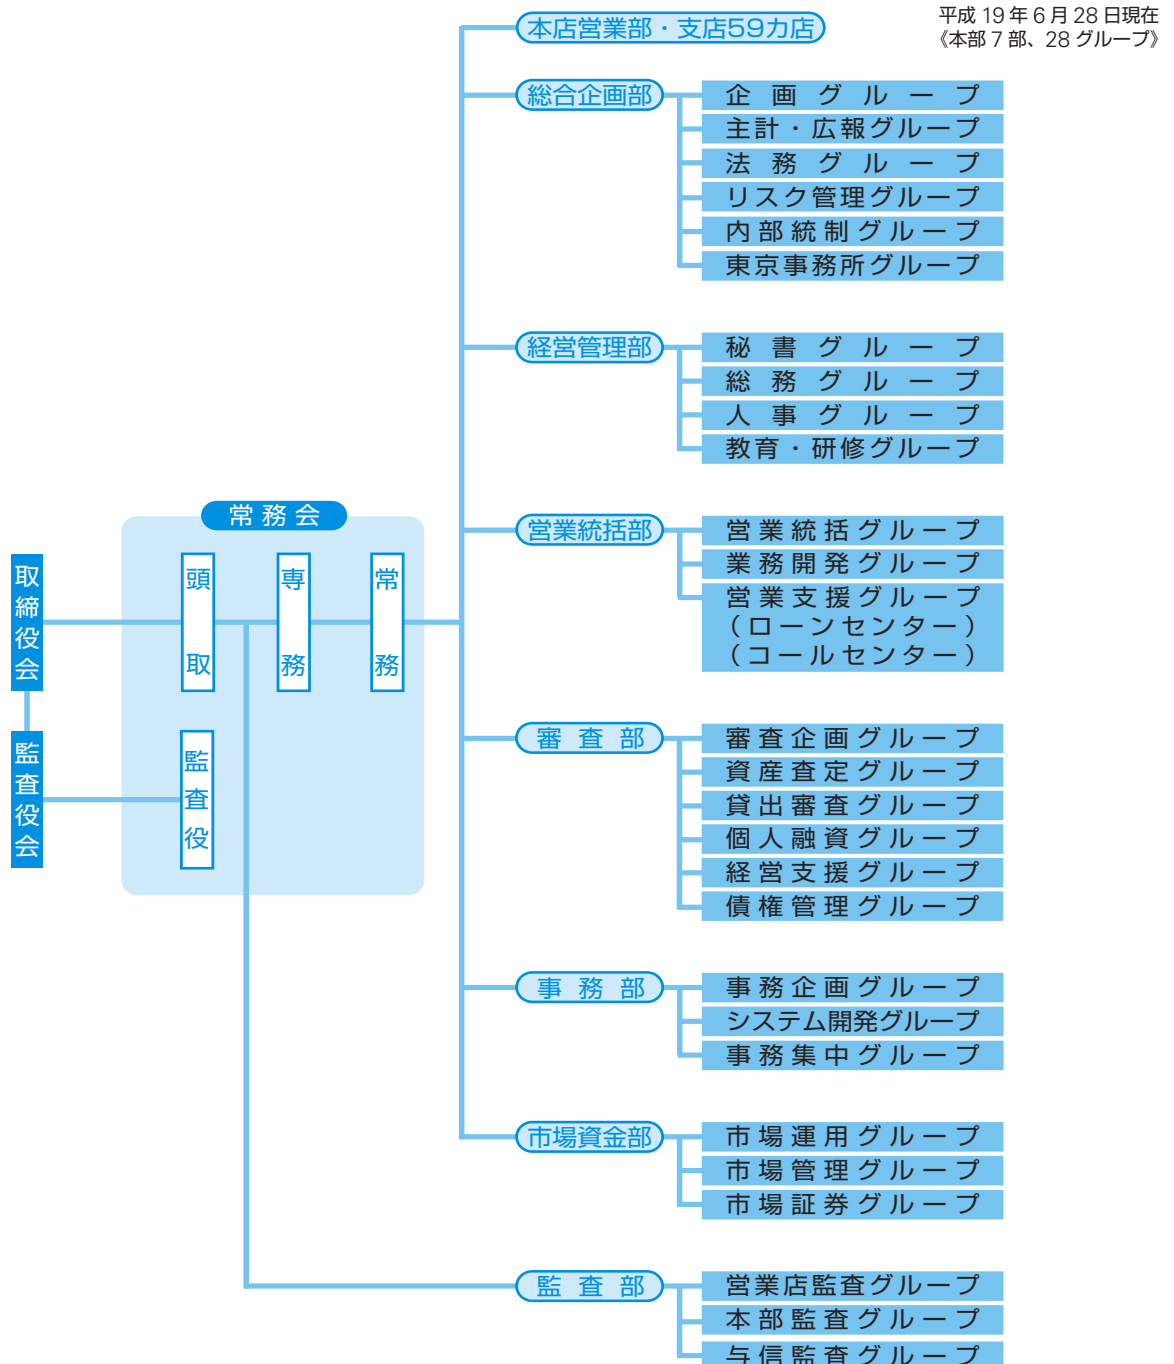 平成 19 年 6 月 28 日現在
《本部 7 部、28 グループ》
本店営業部・支店59カ店
総合企画部
企画グループ
主計・広報グループ
法務グループ
リスク管理グループ
内部統制グループ
東京事務所グループ
経営管理部
秘書グループ
総務グループ
人事グループ
教育・研修グループ
常務会
取締役会
頭取
専務
常務
監査役会
監査役
営業統括部
営業統括グループ
業務開発グループ
営業支援グループ
（ローンセンター）
（コールセンター）
審査部
審査企画グループ
資産査定グループ
貸出審査グループ
個人融資グループ
経営支援グループ
債権管理グループ
事務部
事務企画グループ
システム開発グループ
事務集中グループ
市場資金部
市場運用グループ
市場管理グループ
市場証券グループ
監査部
営業店監査グループ
本部監査グループ
与信監査グループ